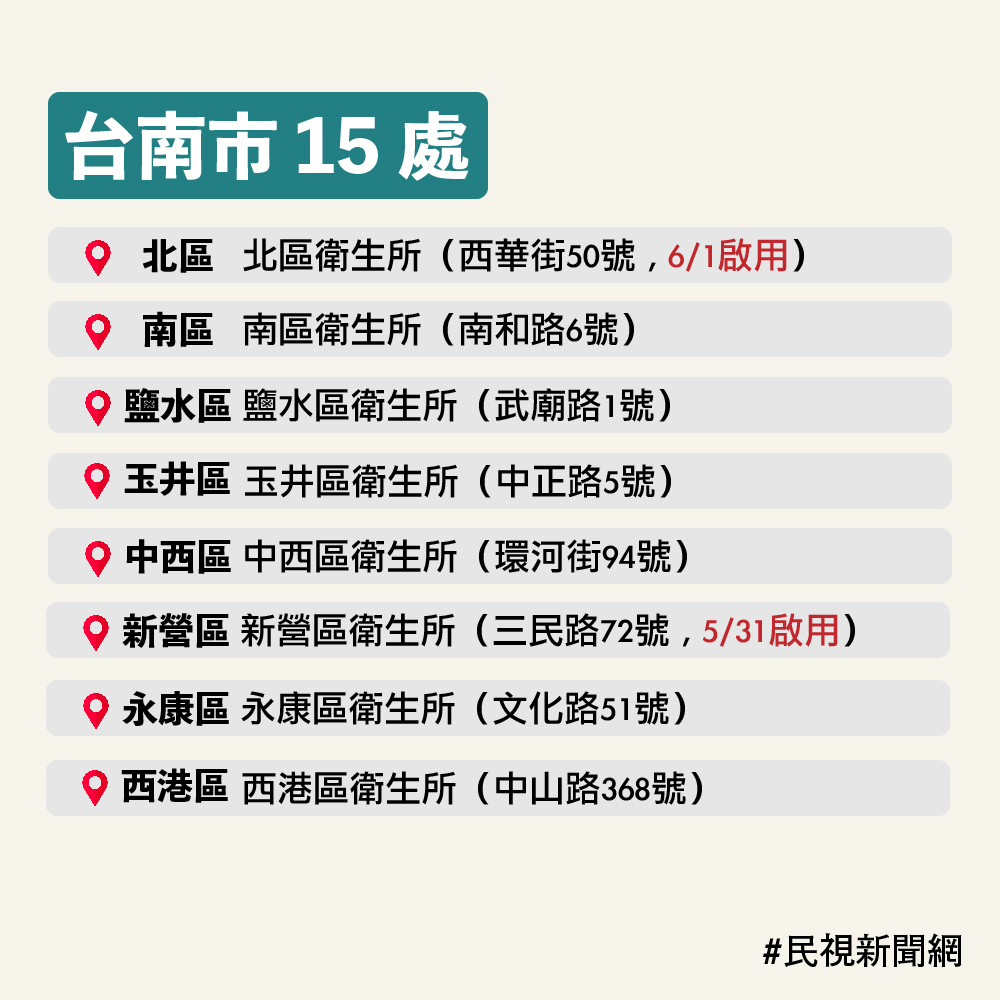 台南市 15 處
北區 北區衛生所（西華街50號，6/1啟用）
南區 南區衛生所（南和路6號）
鹽水區 鹽水區衛生所（武廟路1號）
玉井區 玉井區衛生所（中正路5號）
中西區 中西區衛生所（環河街94號）
新營區 新營區衛生所（三民路72號，5/31啟用）
永康區 永康區衛生所（文化路51號）
西港區 西港區衛生所（中山路368號）
#民視新聞網